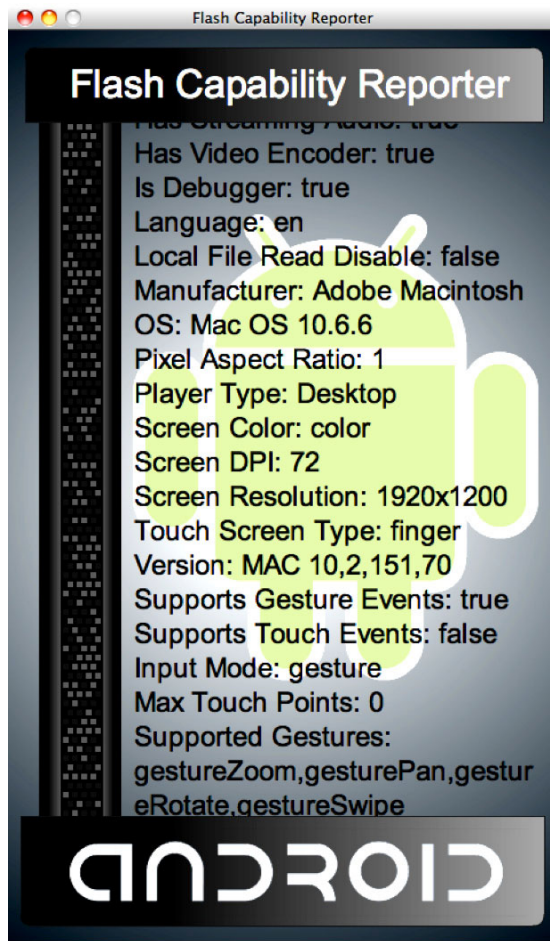 Flash Capability Reporter
Flash Capability Reporter
Has Streaming Audio: true
Has Video Encoder: true
Is Debugger: true
Language: en
Local File Read Disable: false
Manufacturer: Adobe Macintosh
OS: Mac OS 10.6.6
Pixel Aspect Ratio: 1
Player Type: Desktop
Screen Color: color
Screen DPI: 72
Screen Resolution: 1920x1200
Touch Screen Type: finger
Version: MAC 10,2,151,70
Supports Gesture Events: true
Supports Touch Events: false
Input Mode: gesture
Max Touch Points: 0
Supported Gestures:
gestureZoom,gesturePan,gestur
eRotate,gestureSwipe
ANDROID